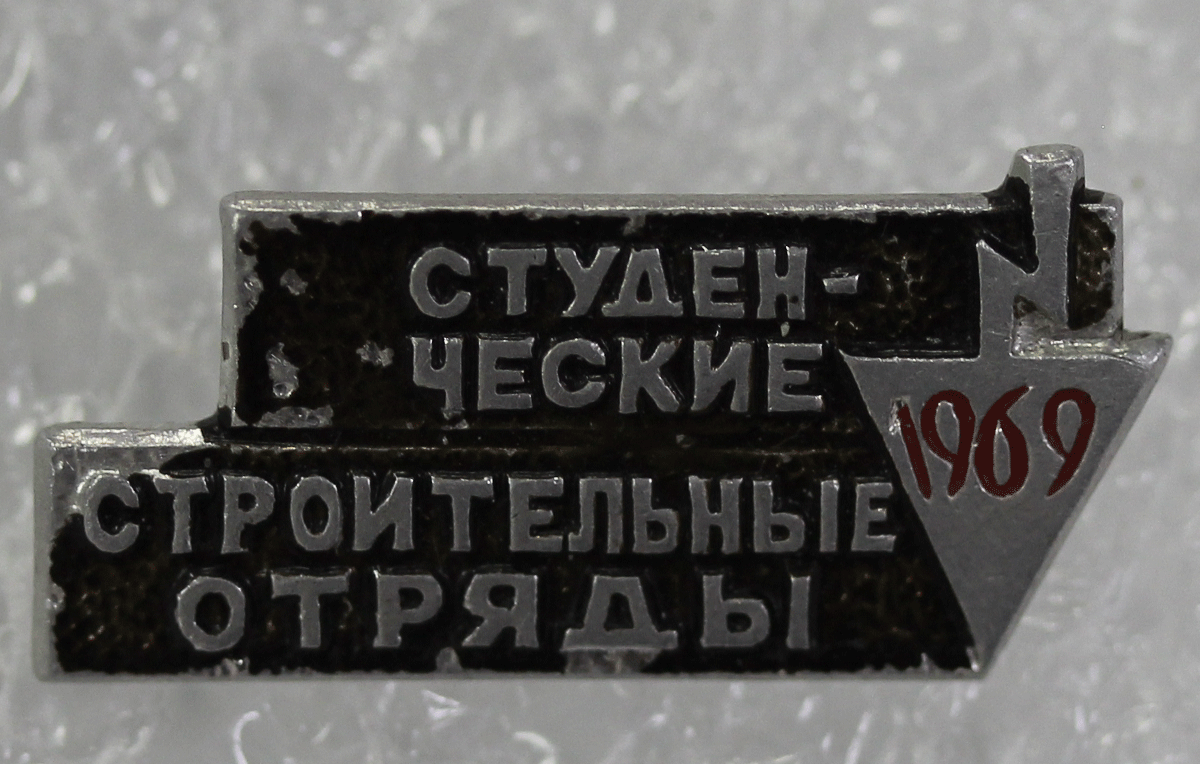 СТУДЕН-
ЧЕСКИЕ
СТРОИТЕЛЬНЫЕ
ОТРЯДЫ
1969